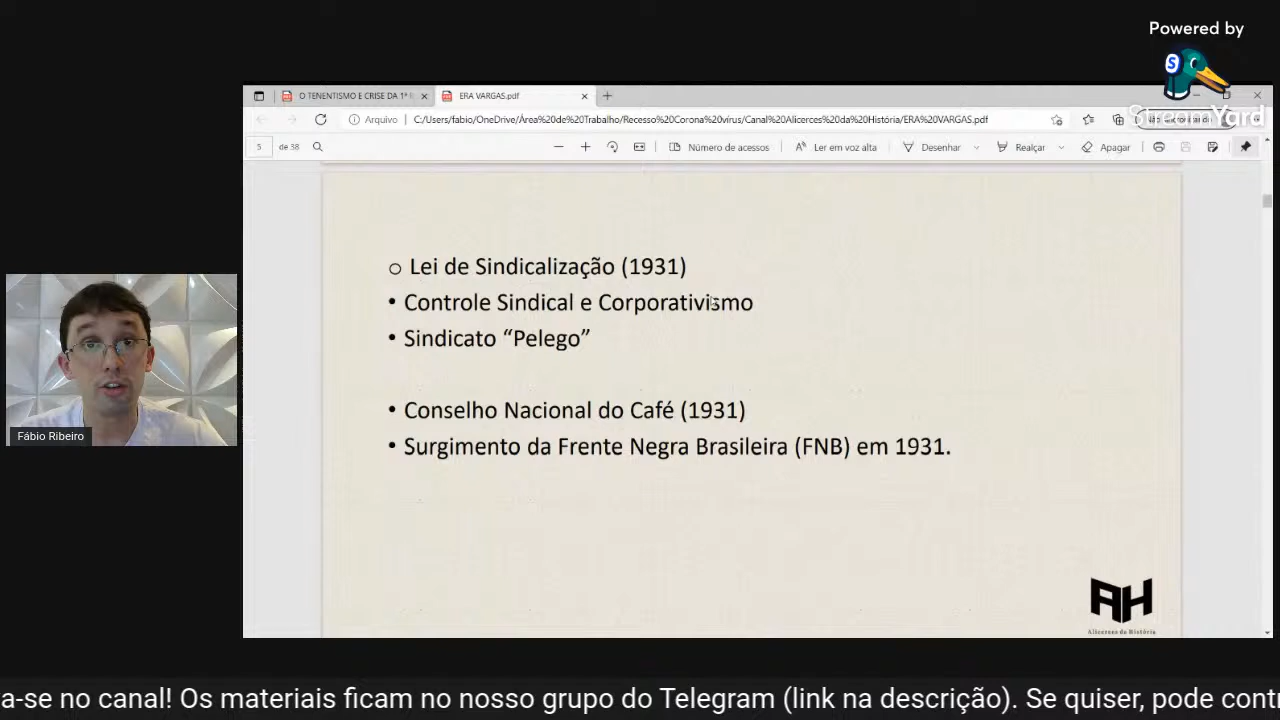 Powered by
StreamYard
O TENENTISMO E CRISE DA 1ª
ERA VARGAS.pdf
Arquivo
C:/Users/fabio/OneDrive/Área%20de%20Trabalho/Recesso%20Corona%20vírus/Canal%20Alicerces%20da%20História/ERA%20VARGAS.pdf
5 de 38
Número de acessos
Ler em voz alta
Desenhar
Realçar
Apagar
o Lei de Sindicalização (1931)
• Controle Sindical e Corporativismo
• Sindicato “Pelego”
• Conselho Nacional do Café (1931)
• Surgimento da Frente Negra Brasileira (FNB) em 1931.
Fábio Ribeiro
AH
Alicerces da História
va-se no canal! Os materiais ficam no nosso grupo do Telegram (link na descrição). Se quiser, pode cont